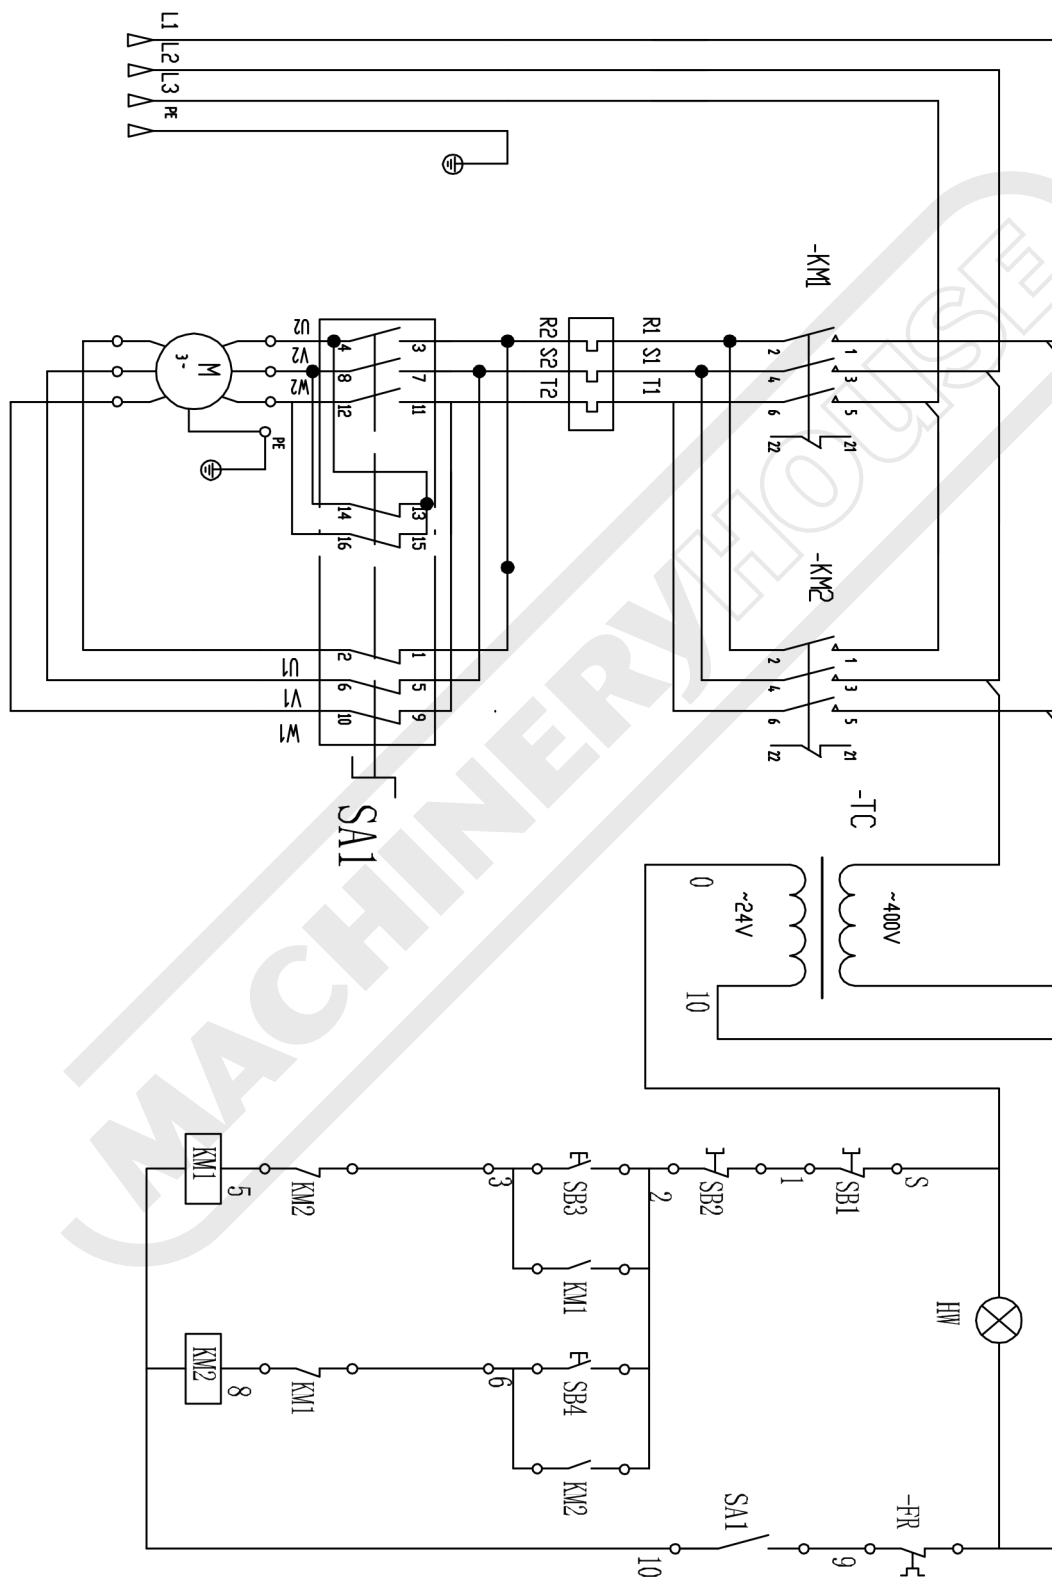 L1
L2
L3
PE
-KM1
U2
V2
W2
4
8
12
3
7
11
R2
S2
T2
R1
S1
T1
2
4
6
1
3
5
22
21
M
3~
PE
14
16
13
15
-KM2
2
6
10
1
5
9
U1
V1
W1
2
4
6
1
3
5
22
21
SA1
-TC
0
10
~24V
~400V
KM1
5
KM2
3
SB3
2
SB2
1
SB1
S
KM1
HW
KM2
8
KM1
6
SB4
KM2
10
SA1
9
-FR
MACHINERYHOUSE